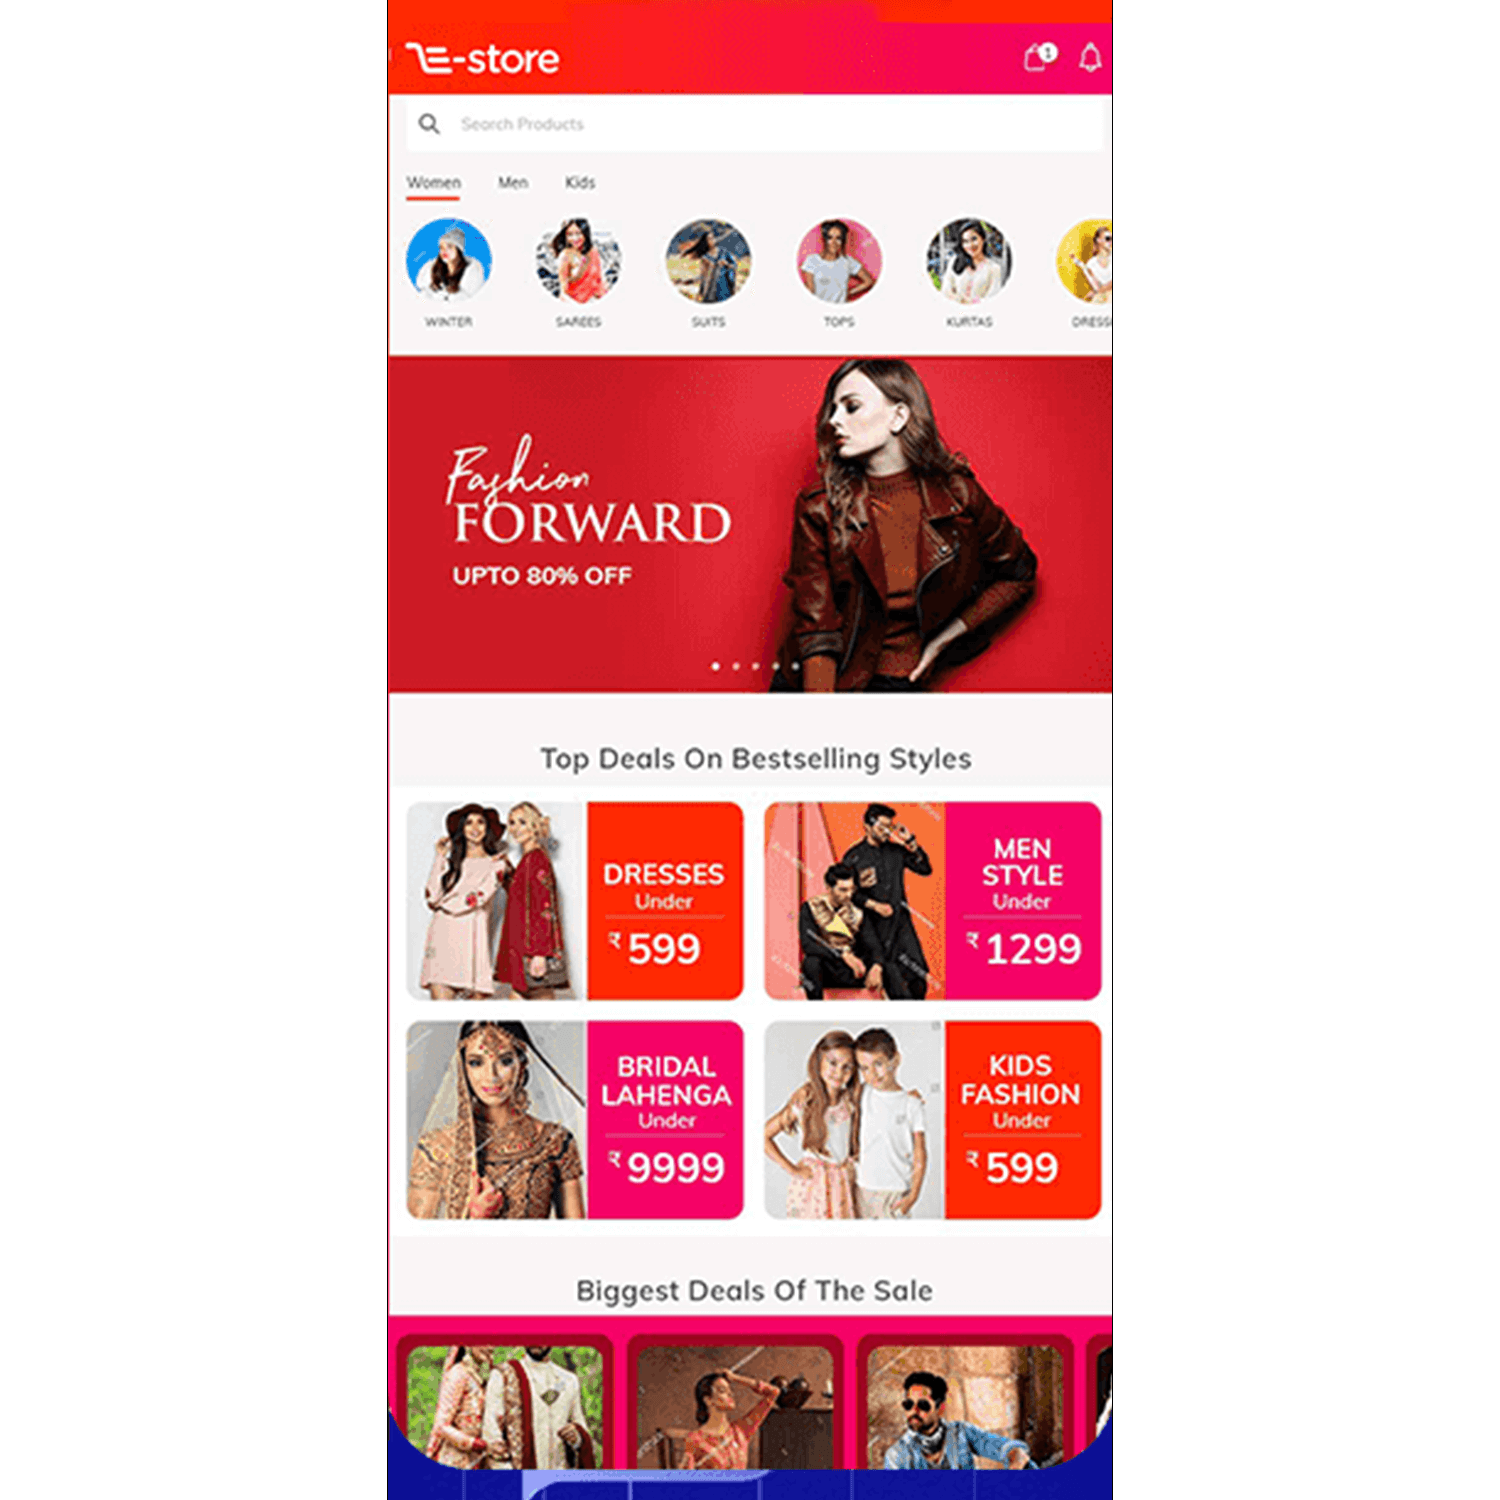 E-store
1
Search Products
Women Men Kids
WINTER SAREES SUITS TOPS KURTAS DRESS
Fashion
FORWARD
UPTO 80% OFF
Top Deals On Bestselling Styles
DRESSES
Under
₹ 599
MEN
STYLE
Under
₹ 1299
BRIDAL
LAHENGA
Under
₹ 9999
KIDS
FASHION
Under
₹ 599
Biggest Deals Of The Sale